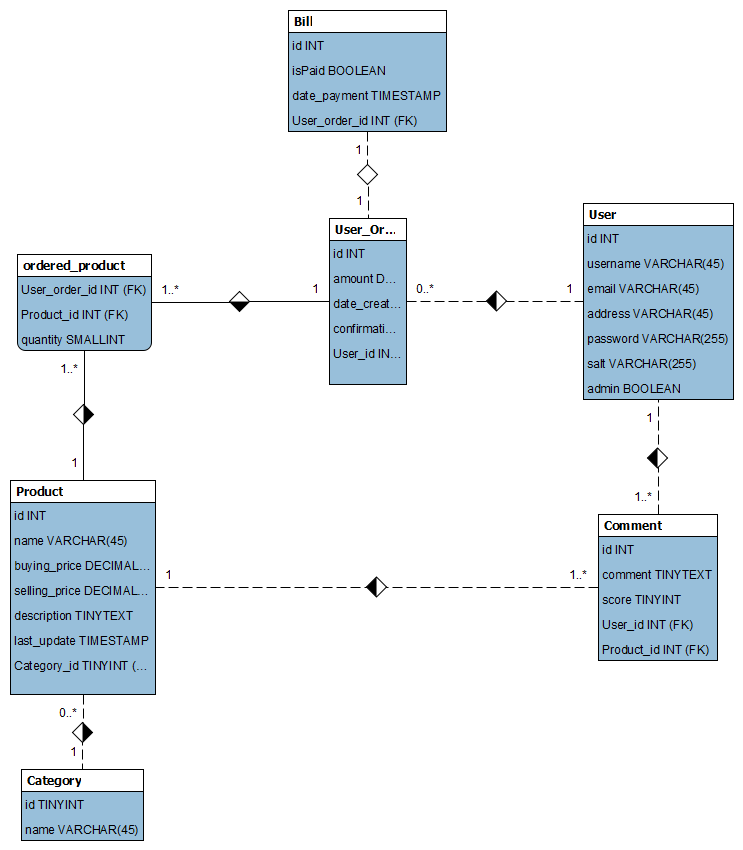 Bill
id INT
isPaid BOOLEAN
date_payment TIMESTAMP
User_order_id INT (FK)
1
1
User_Or...
id INT
amount D...
date_creat...
confirmati...
User_id IN...
ordered_product
User_order_id INT (FK)
Product_id INT (FK)
quantity SMALLINT
1..*
1
0..*
1
User
id INT
username VARCHAR(45)
email VARCHAR(45)
address VARCHAR(45)
password VARCHAR(255)
salt VARCHAR(255)
admin BOOLEAN
1..*
1
1
1..*
Product
id INT
name VARCHAR(45)
buying_price DECIMAL...
selling_price DECIMAL...
description TINYTEXT
last_update TIMESTAMP
Category_id TINYINT (...
1
1..*
Comment
id INT
comment TINYTEXT
score TINYINT
User_id INT (FK)
Product_id INT (FK)
0..*
1
Category
id TINYINT
name VARCHAR(45)